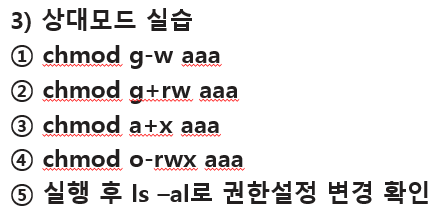 3) 상대모드 실습
① chmod g-w aaa
② chmod g+rw aaa
③ chmod a+x aaa
④ chmod o-rwx aaa
⑤ 실행 후 ls –al로 권한설정 변경 확인